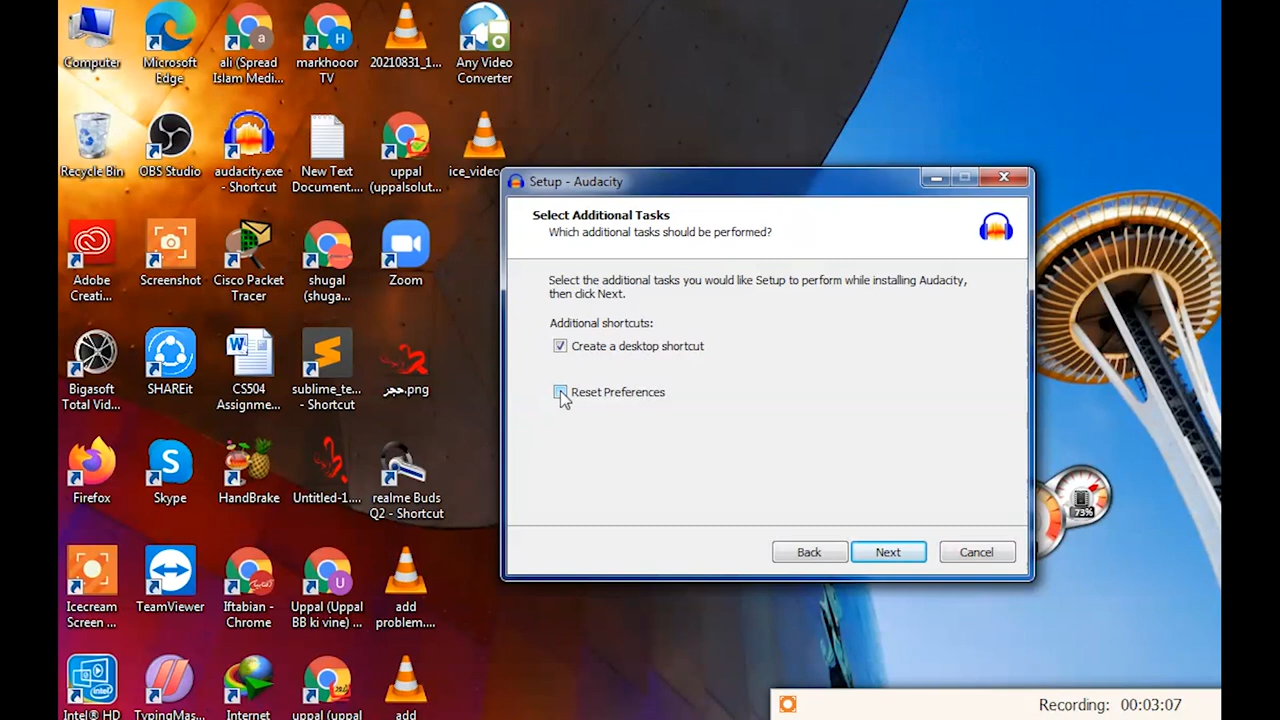 Computer
Microsoft
Edge
ali (Spread
Islam Medi...
markhooor
TV
20210831_1...
Any Video
Converter
Recycle Bin
OBS Studio
audacity.exe
- Shortcut
New Text
Document....
uppal
(uppalsolut...
ice_video
Adobe
Creati...
Screenshot
Cisco Packet
Tracer
shugal
(shuga...
Zoom
Bigasoft
Total Vid...
SHAREit
CS504
Assignme...
sublime_te...
- Shortcut
حجر.png
Firefox
Skype
HandBrake
Untitled-1....
realme Buds
Q2 - Shortcut
Icecream
Screen ...
TeamViewer
Iftabian -
Chrome
Uppal (Uppal
BB ki vine) ...
add
problem....
Intel® HD
TypingMas...
Internet
uppal (uppal
add
Setup - Audacity
Select Additional Tasks
Which additional tasks should be performed?
Select the additional tasks you would like Setup to perform while installing Audacity,
then click Next.
Additional shortcuts:
Create a desktop shortcut
Reset Preferences
Back
Next
Cancel
73%
Recording: 00:03:07